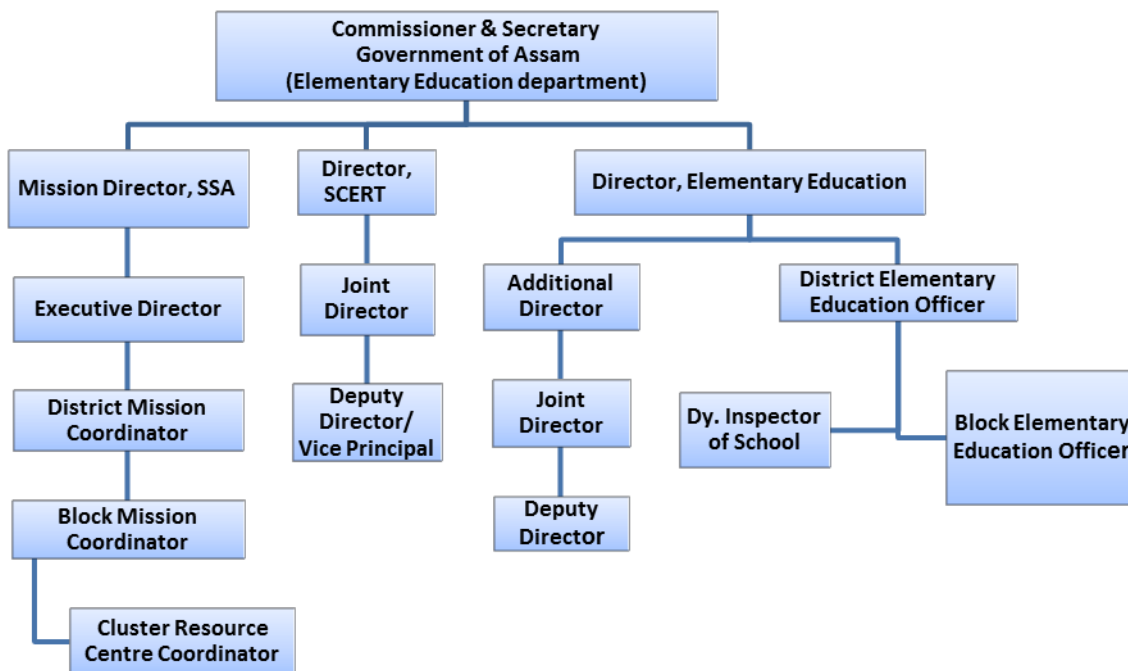 Commissioner & Secretary
Government of Assam
(Elementary Education department)
Mission Director, SSA
Director,
SCERT
Director, Elementary Education
Executive Director
Joint
Director
Additional
Director
District Elementary
Education Officer
District Mission
Coordinator
Deputy
Director/
Vice Principal
Joint
Director
Dy. Inspector
of School
Block Elementary
Education Officer
Block Mission
Coordinator
Deputy
Director
Cluster Resource
Centre Coordinator